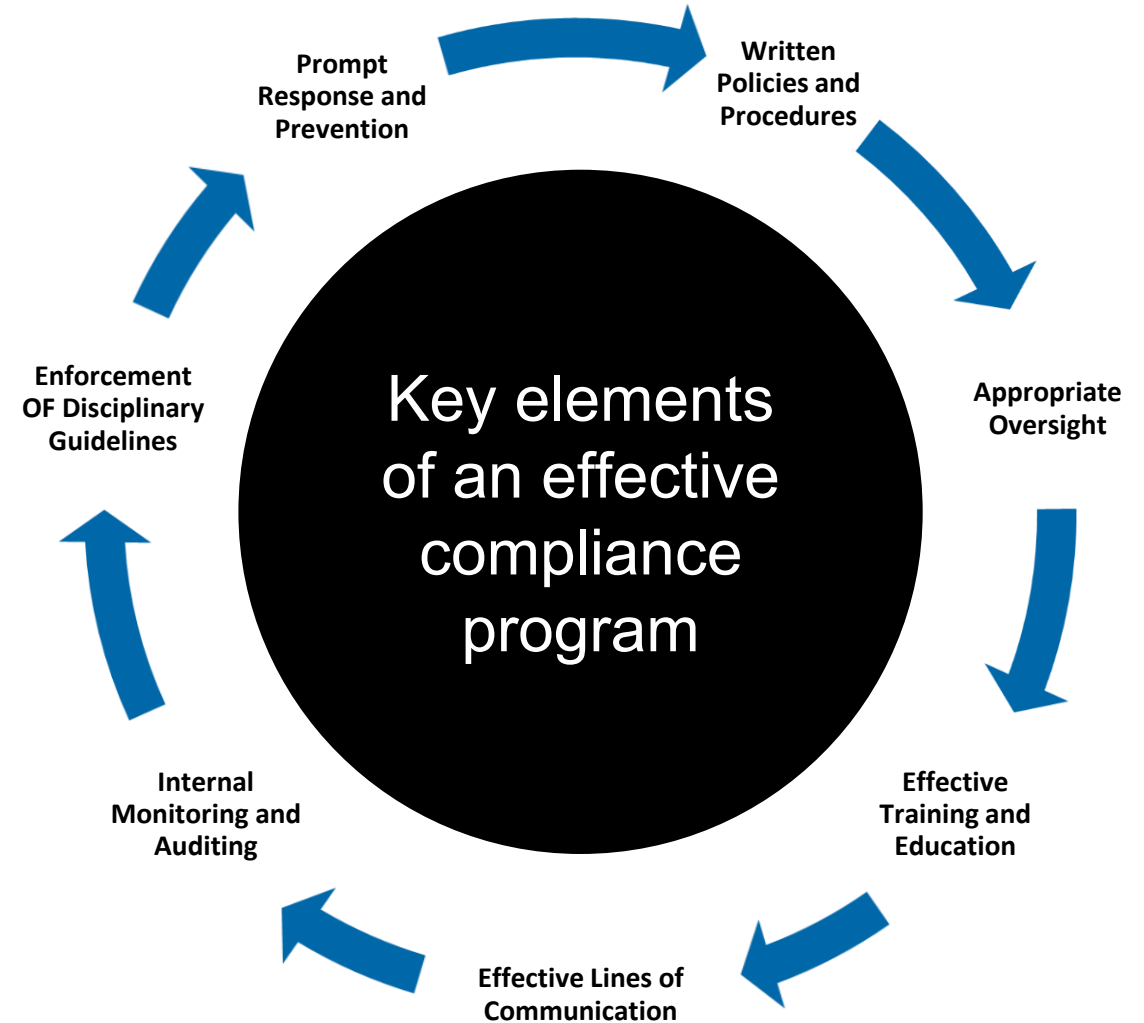 Prompt
Response and
Prevention
Written
Policies and
Procedures
Appropriate
Oversight
Effective
Training and
Education
Effective Lines of
Communication
Internal
Monitoring and
Auditing
Enforcement
OF Disciplinary
Guidelines
Key elements
of an effective
compliance
program